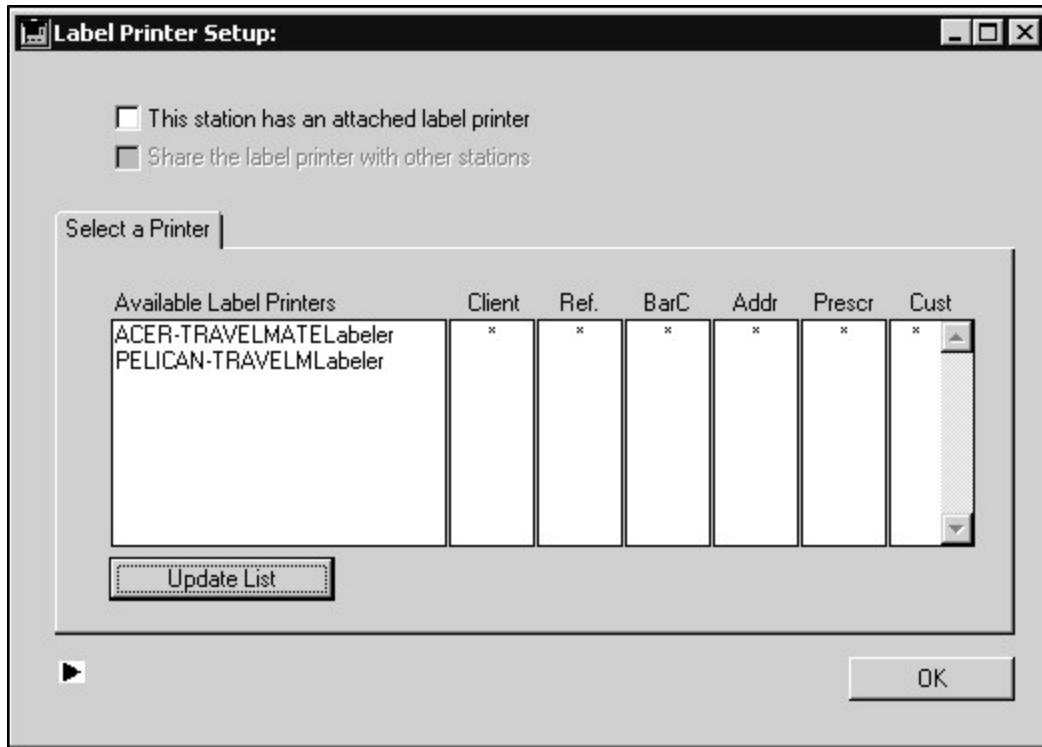 Label Printer Setup:
This station has an attached label printer
Share the label printer with other stations
Select a Printer
Available Label Printers Client Ref. BarC Addr Prescr Cust
ACER-TRAVELMATELabeler * * * * * *
PELICAN-TRAVELMLabeler
Update List
OK